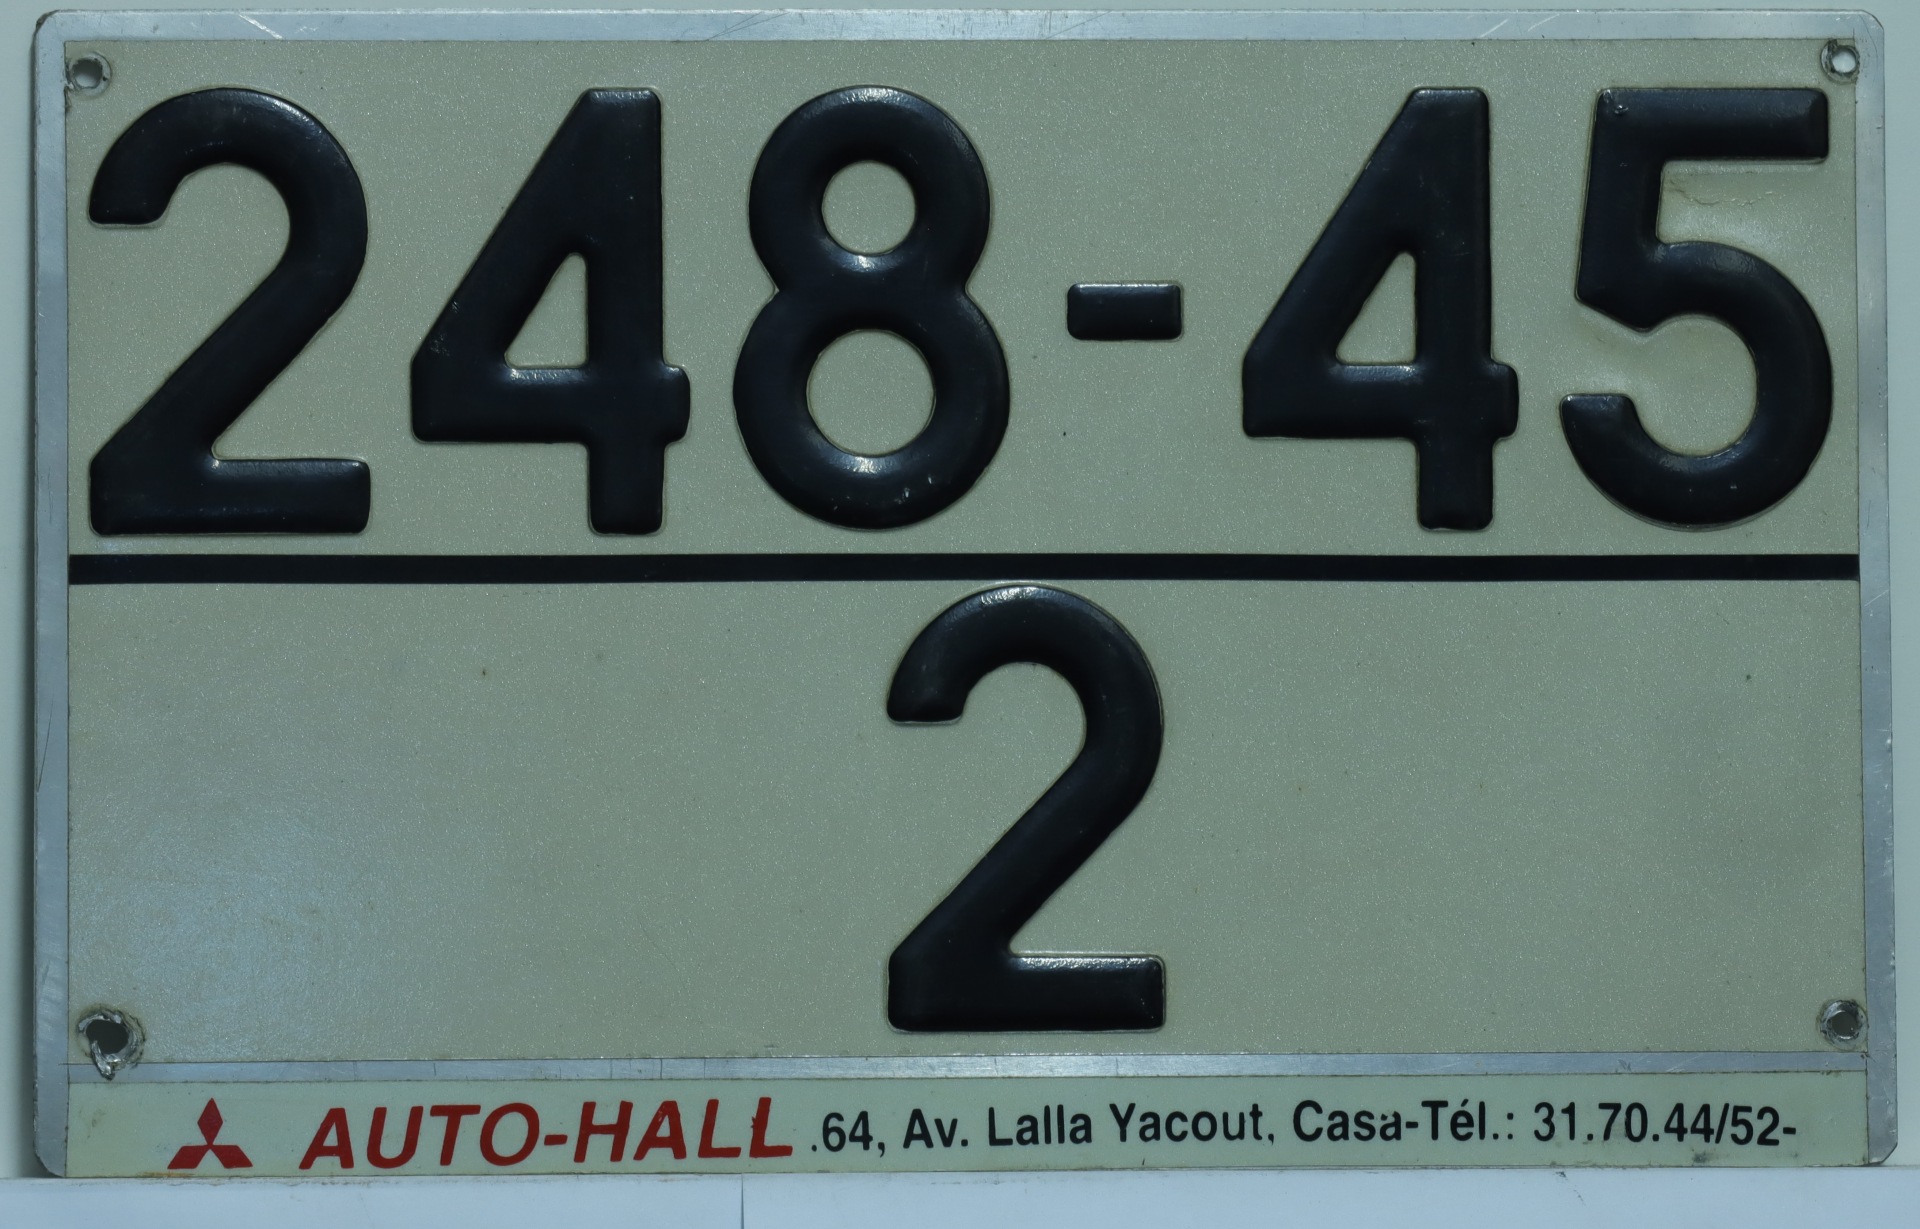 248-45
2
AUTO-HALL .64, Av. Lalla Yacout, Casa-Tél.: 31.70.44/52-